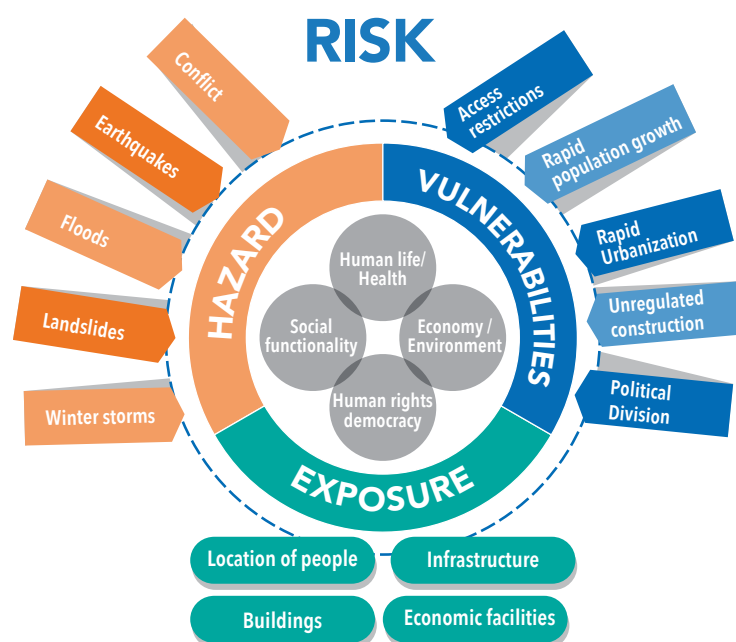 RISK
Conflict
Earthquakes
Floods
Landslides
Winter storms
Access
restrictions
Rapid
population growth
Rapid
Urbanization
Unregulated
construction
Political
Division
HAZARD
VULNERABILITIES
EXPOSURE
Human life/
Health
Social
functionality
Economy /
Environment
Human rights
democracy
Location of people
Infrastructure
Buildings
Economic facilities